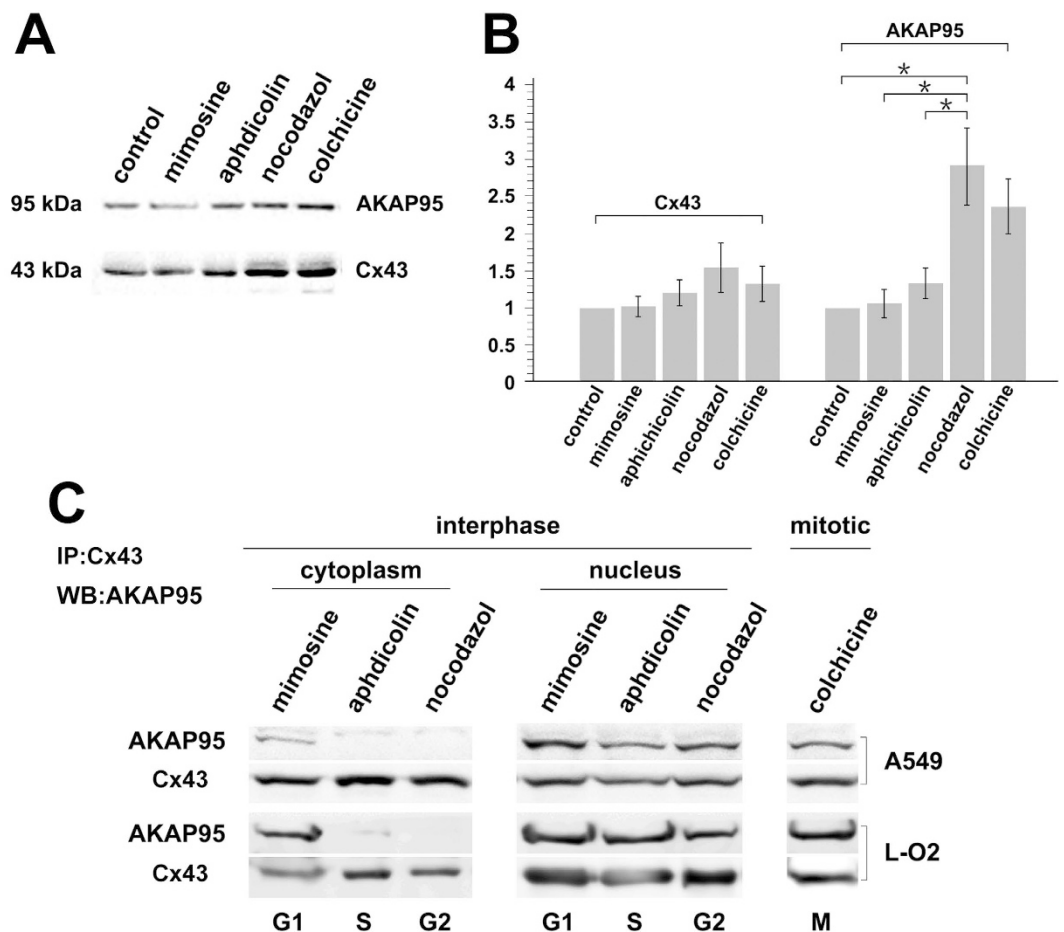 A
control
mimosine
aphdicolin
nocodazol
colchicine
95 kDa
AKAP95
43 kDa
Cx43
B
AKAP95
*
*
*
Cx43
4
3.5
3
2.5
2
1.5
1
0.5
0
control
mimosine
aphichicolin
nocodazol
colchicine
control
mimosine
aphichicolin
nocodazol
colchicine
C
IP:Cx43
WB:AKAP95
interphase
mitotic
cytoplasm
nucleus
mimosine
aphdicolin
nocodazol
mimosine
aphdicolin
nocodazol
colchicine
AKAP95
Cx43
A549
AKAP95
Cx43
L-O2
G1 S G2 G1 S G2 M